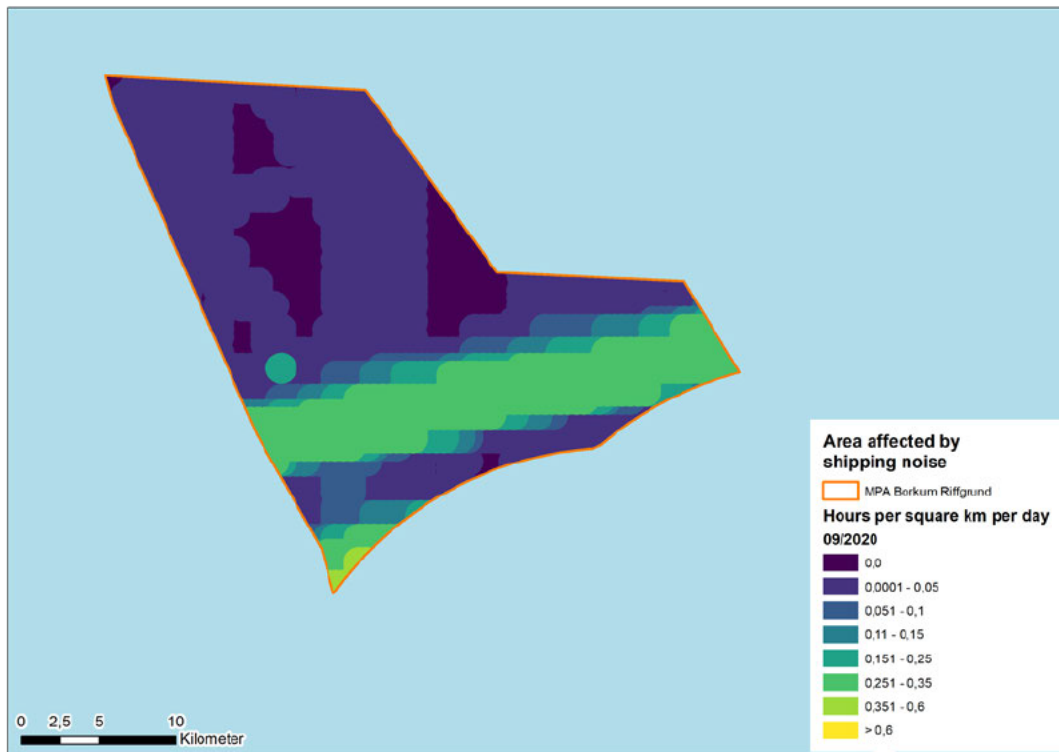 Area affected by
shipping noise
MPA Borkum Riffgrund
Hours per square km per day
09/2020
0,0
0,0001 - 0,05
0,051 - 0,1
0,11 - 0,15
0,151 - 0,25
0,251 - 0,35
0,351 - 0,6
> 0,6
0 2,5 5 10
Kilometer